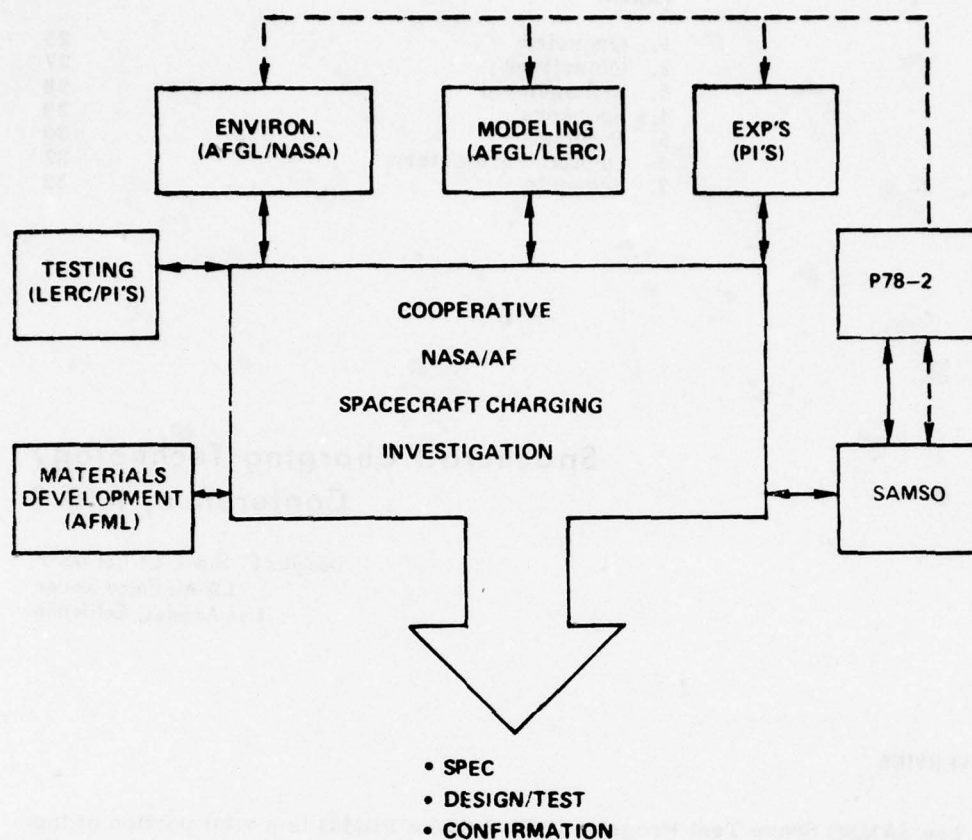 ENVIRON.
(AFGL/NASA)
MODELING
(AFGL/LERC)
EXP'S
(PI'S)
TESTING
(LERC/PI'S)
P78-2
COOPERATIVE
NASA/AF
SPACECRAFT CHARGING
INVESTIGATION
MATERIALS
DEVELOPMENT
(AFML)
SAMSO
• SPEC
• DESIGN/TEST
• CONFIRMATION